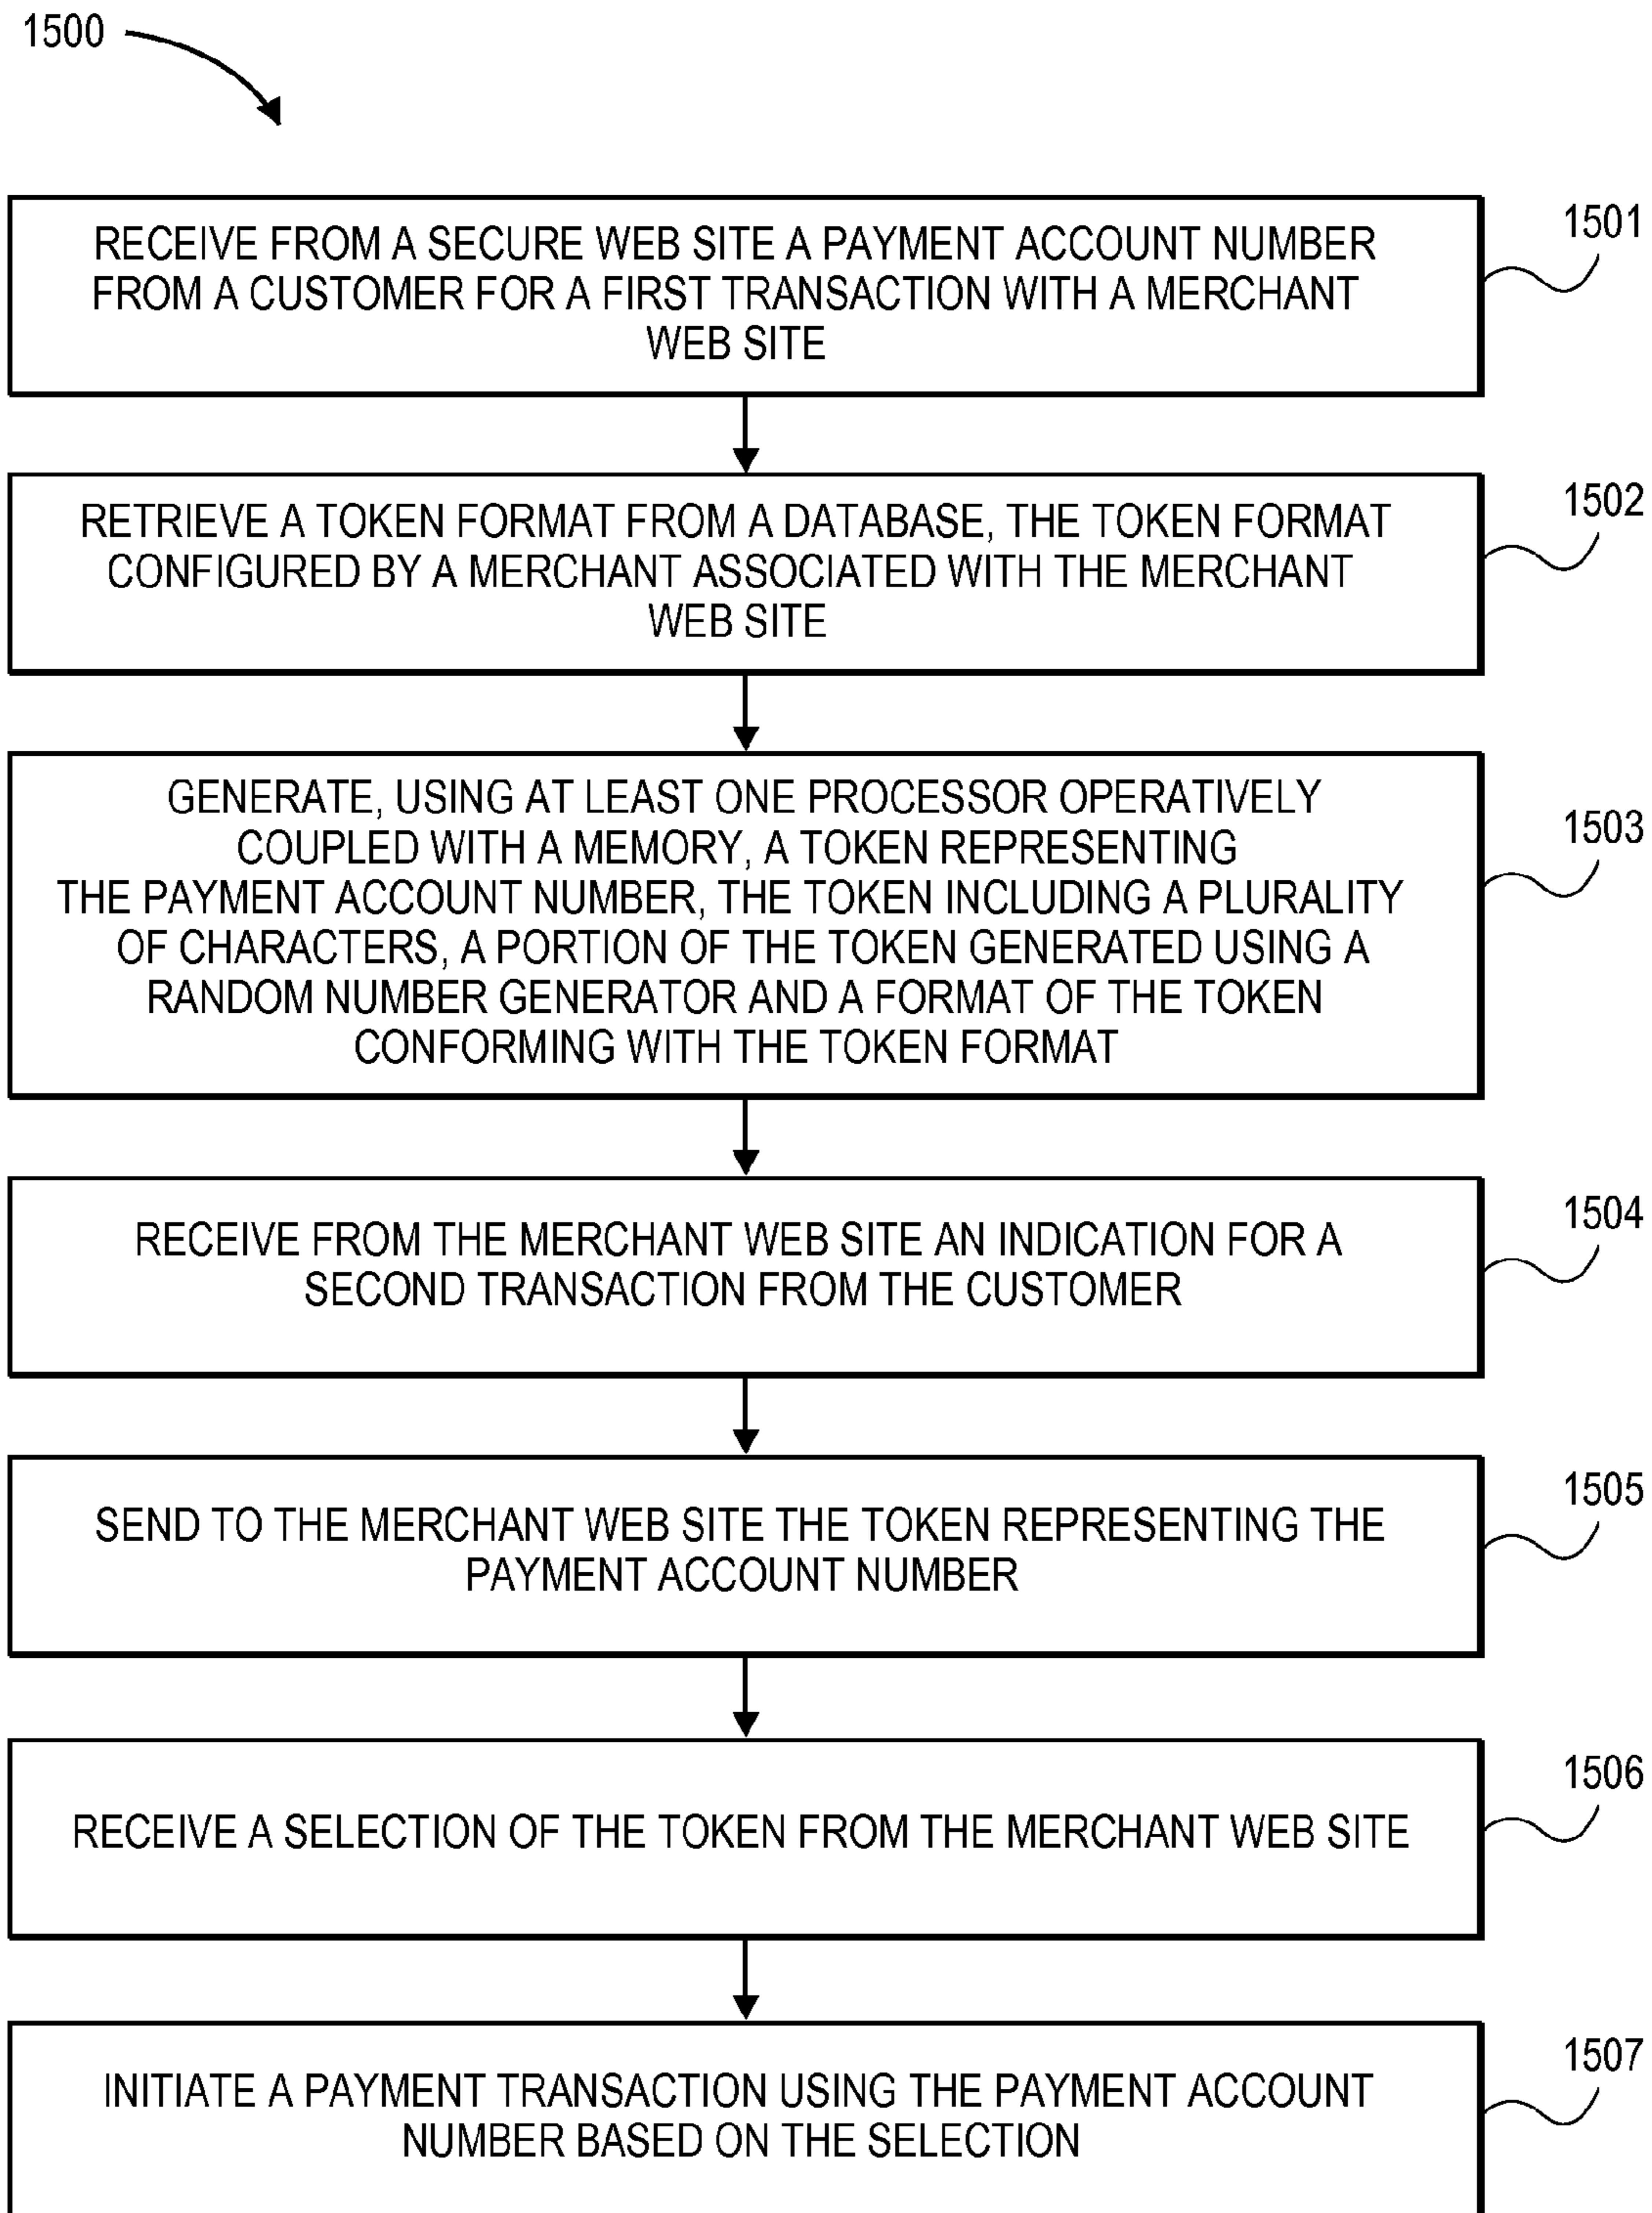 1500
RECEIVE FROM A SECURE WEB SITE A PAYMENT ACCOUNT NUMBER
FROM A CUSTOMER FOR A FIRST TRANSACTION WITH A MERCHANT
WEB SITE
1501
RETRIEVE A TOKEN FORMAT FROM A DATABASE, THE TOKEN FORMAT
CONFIGURED BY A MERCHANT ASSOCIATED WITH THE MERCHANT
WEB SITE
1502
GENERATE, USING AT LEAST ONE PROCESSOR OPERATIVELY
COUPLED WITH A MEMORY, A TOKEN REPRESENTING
THE PAYMENT ACCOUNT NUMBER, THE TOKEN INCLUDING A PLURALITY
OF CHARACTERS, A PORTION OF THE TOKEN GENERATED USING A
RANDOM NUMBER GENERATOR AND A FORMAT OF THE TOKEN
CONFORMING WITH THE TOKEN FORMAT
1503
RECEIVE FROM THE MERCHANT WEB SITE AN INDICATION FOR A
SECOND TRANSACTION FROM THE CUSTOMER
1504
SEND TO THE MERCHANT WEB SITE THE TOKEN REPRESENTING THE
PAYMENT ACCOUNT NUMBER
1505
RECEIVE A SELECTION OF THE TOKEN FROM THE MERCHANT WEB SITE
1506
INITIATE A PAYMENT TRANSACTION USING THE PAYMENT ACCOUNT
NUMBER BASED ON THE SELECTION
1507